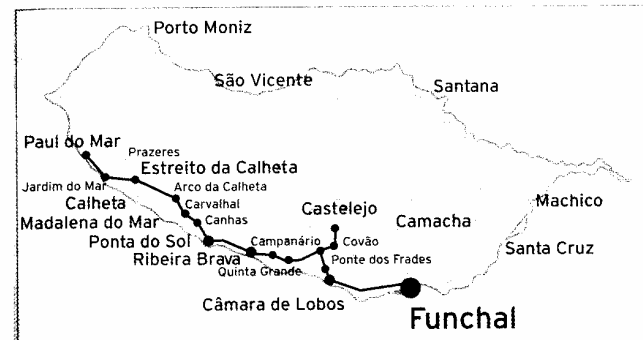 Porto Moniz
São Vicente
Santana
Paul do Mar
Prazeres
Estreito da Calheta
Jardim do Mar
Arco da Calheta
Calheta
Carvalhal
Machico
Madalena do Mar
Canhas
Castelejo
Camacha
Ponta do Sol
Campanário
Covão
Santa Cruz
Ribeira Brava
Ponte dos Frades
Quinta Grande
Câmara de Lobos
Funchal